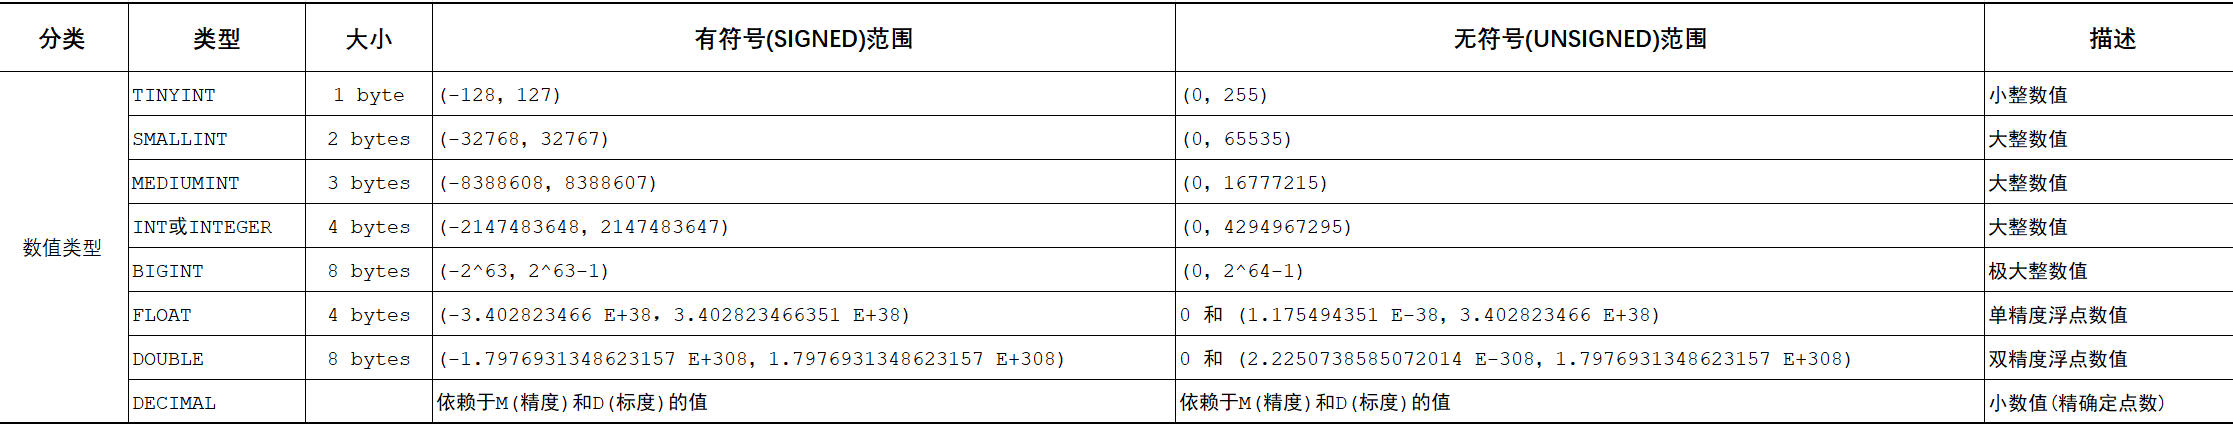 分类 类型 大小 有符号(SIGNED)范围 无符号(UNSIGNED)范围 描述
数值类型
TINYINT 1 byte (-128, 127) (0, 255) 小整数值
SMALLINT 2 bytes (-32768, 32767) (0, 65535) 大整数值
MEDIUMINT 3 bytes (-8388608, 8388607) (0, 16777215) 大整数值
INT或INTEGER 4 bytes (-2147483648, 2147483647) (0, 4294967295) 大整数值
BIGINT 8 bytes (-2^63, 2^63-1) (0, 2^64-1) 极大整数值
FLOAT 4 bytes (-3.402823466 E+38, 3.402823466351 E+38) 0 和 (1.175494351 E-38, 3.402823466 E+38) 单精度浮点数值
DOUBLE 8 bytes (-1.7976931348623157 E+308, 1.7976931348623157 E+308) 0 和 (2.2250738585072014 E-308, 1.7976931348623157 E+308) 双精度浮点数值
DECIMAL 依赖于M(精度)和D(标度)的值 依赖于M(精度)和D(标度)的值 小数值(精确定点数)